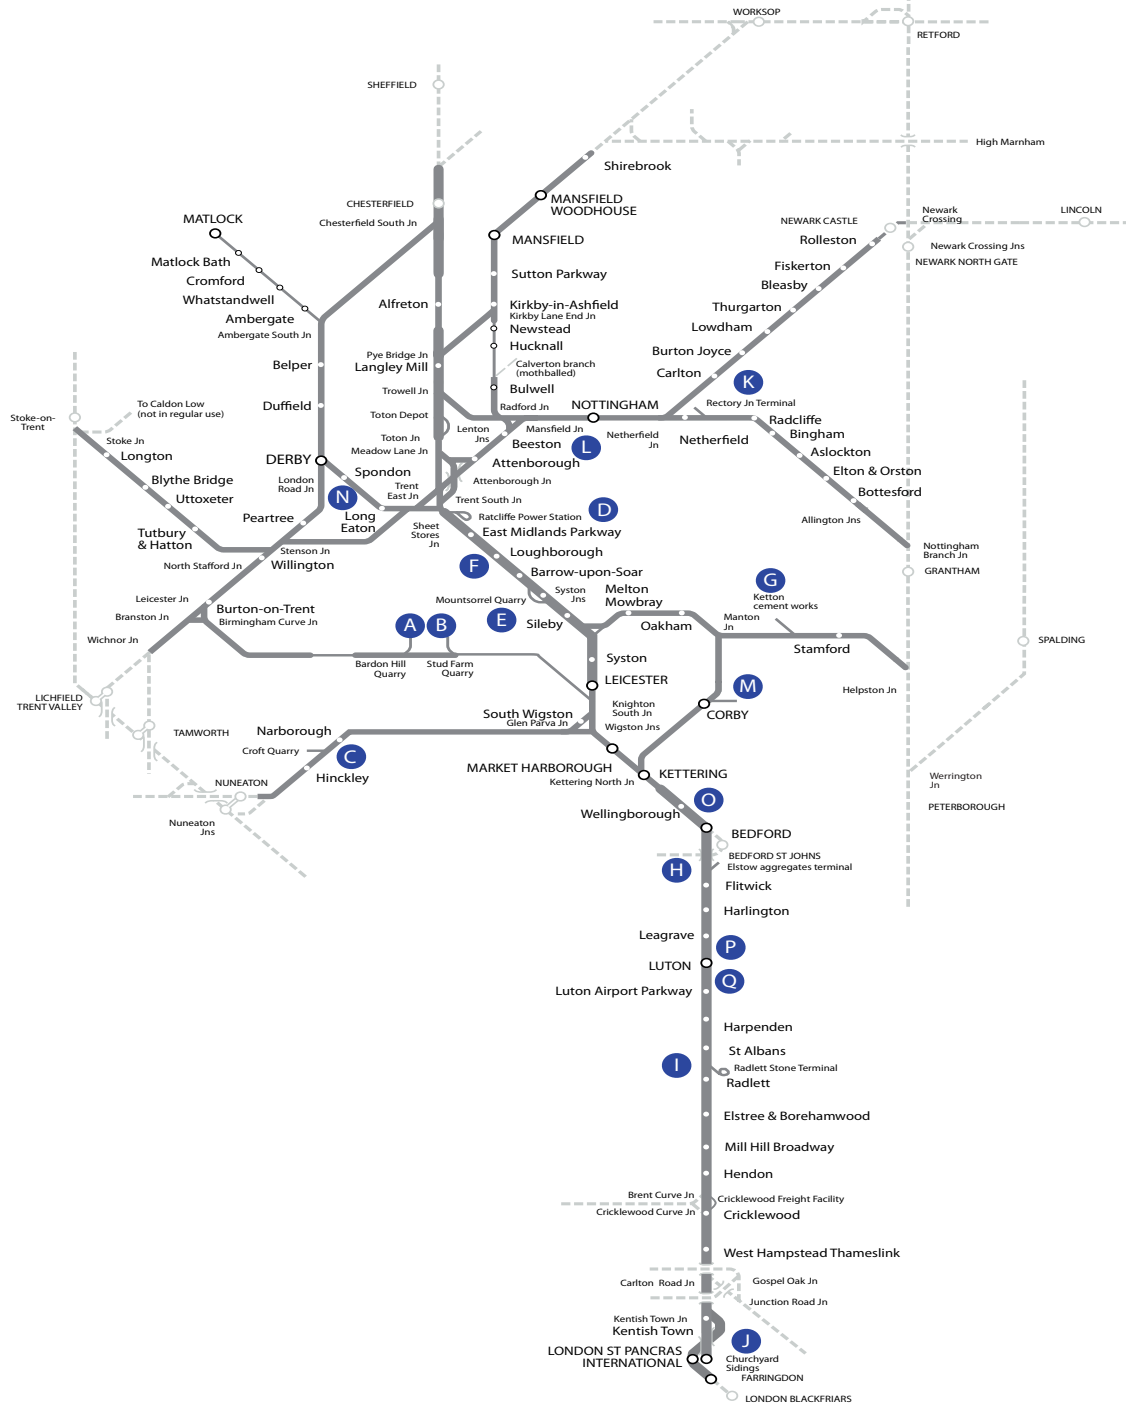 WORKSOP
RETFORD
SHEFFIELD
High Marnham
Shirebrook
CHESTERFIELD
MANSFIELD
WOODHOUSE
Chesterfield South Jn
MATLOCK
NEWARK CASTLE
Newark
Crossing
LINCOLN
MANSFIELD
Rolleston
Newark Crossing Jns
NEWARK NORTH GATE
Matlock Bath
Cromford
Whatstandwell
Ambergate
Ambergate South Jn
Sutton Parkway
Fiskerton
Bleasby
Alfreton
Kirkby-in-Ashfield
Kirkby Lane End Jn
Newstead
Hucknall
Thurgarton
Lowdham
Burton Joyce
Carlton
Belper
Pye Bridge Jn
Langley Mill
Calverton branch
(mothballed)
Bulwell
Trowell Jn
K
Rectory Jn Terminal
Duffield
To Caldon Low
(not in regular use)
Stoke-on-
Trent
Toton Depot
Radford Jn
NOTTINGHAM
Radcliffe
Bingham
Aslockton
Elton & Orston
Bottesford
Allington Jns
Stoke Jn
Longton
Toton Jn
Lenton
Jns
Mansfield Jn
Beeston
L
Netherfield
Jn
Netherfield
Meadow Lane Jn
Attenborough
Attenborough Jn
DERBY
Spondon
London
Road Jn
N
Trent
East Jn
Long
Eaton
Blythe Bridge
Uttoxeter
Peartree
Trent South Jn
Ratcliffe Power Station
D
Sheet
Stores
Jn
East Midlands Parkway
Tutbury
& Hatton
Stenson Jn
Willington
North Stafford Jn
Loughborough
F
Barrow-upon-Soar
Nottingham
Branch Jn
GRANTHAM
Leicester Jn
Branston Jn
Burton-on-Trent
Birmingham Curve Jn
Wichnor Jn
Mountsorrel Quarry
Syston
Jns
E
Sileby
Melton
Mowbray
Oakham
G
Ketton
cement works
Manton
Jn
Stamford
SPALDING
A
B
Bardon Hill
Quarry
Stud Farm
Quarry
Syston
LEICESTER
Helpston Jn
LICHFIELD
TRENT VALLEY
M
CORBY
Knighton
South Jn
South Wigston
Glen Parva Jn
Wigston Jns
TAMWORTH
Narborough
Croft Quarry
C
Hinckley
NUNEATON
Nuneaton
Jns
MARKET HARBOROUGH
KETTERING
Kettering North Jn
Werrington
Jn
PETERBOROUGH
O
Wellingborough
BEDFORD
BEDFORD ST JOHNS
Elstow aggregates terminal
H
Flitwick
Harlington
Leagrave
P
LUTON
Q
Luton Airport Parkway
Harpenden
St Albans
I
Radlett Stone Terminal
Radlett
Elstree & Borehamwood
Mill Hill Broadway
Hendon
Brent Curve Jn
Cricklewood Freight Facility
Cricklewood Curve Jn
Cricklewood
West Hampstead Thameslink
Carlton Road Jn
Gospel Oak Jn
Junction Road Jn
Kentish Town Jn
Kentish Town
J
LONDON ST PANCRAS
INTERNATIONAL
Churchyard
Sidings
FARRINGDON
LONDON BLACKFRIARS